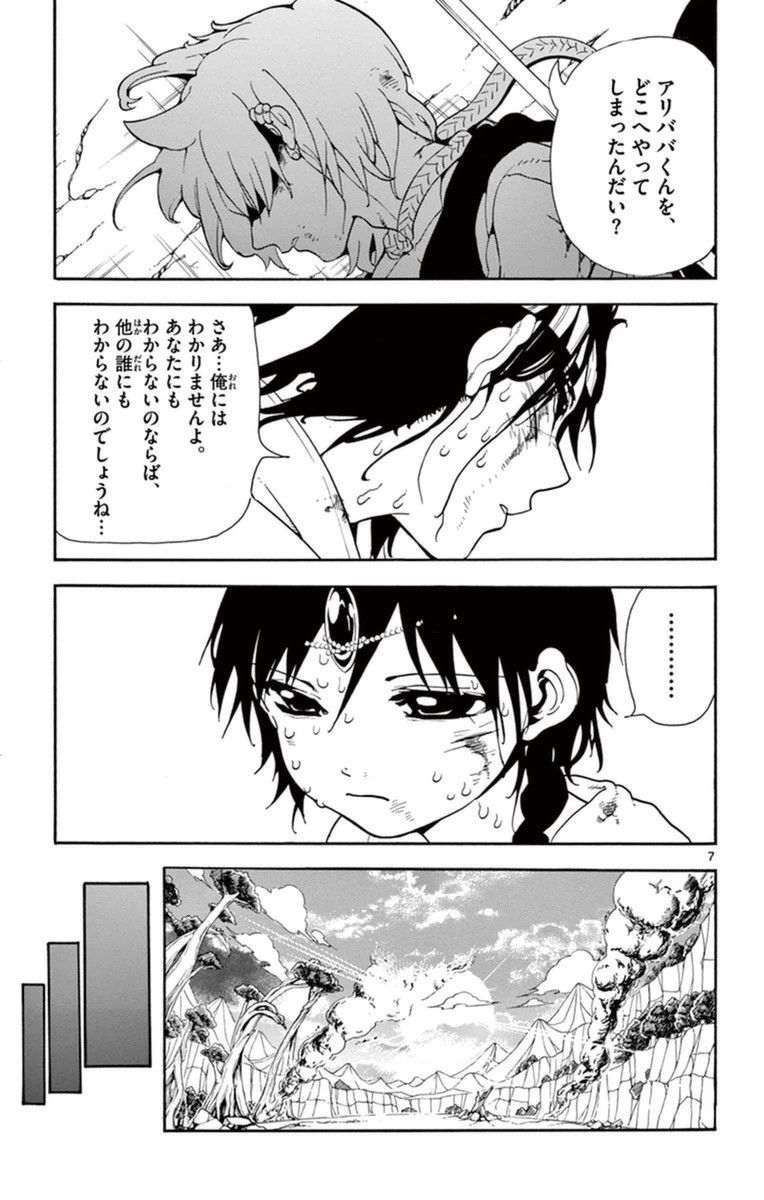 アリババくんを、
どこへやって
しまったんだい?
さあ…俺には
わかりませんよ。
あなたにも
わからないのならば、
他の誰にも
わからないのでしょうね…
…………
7